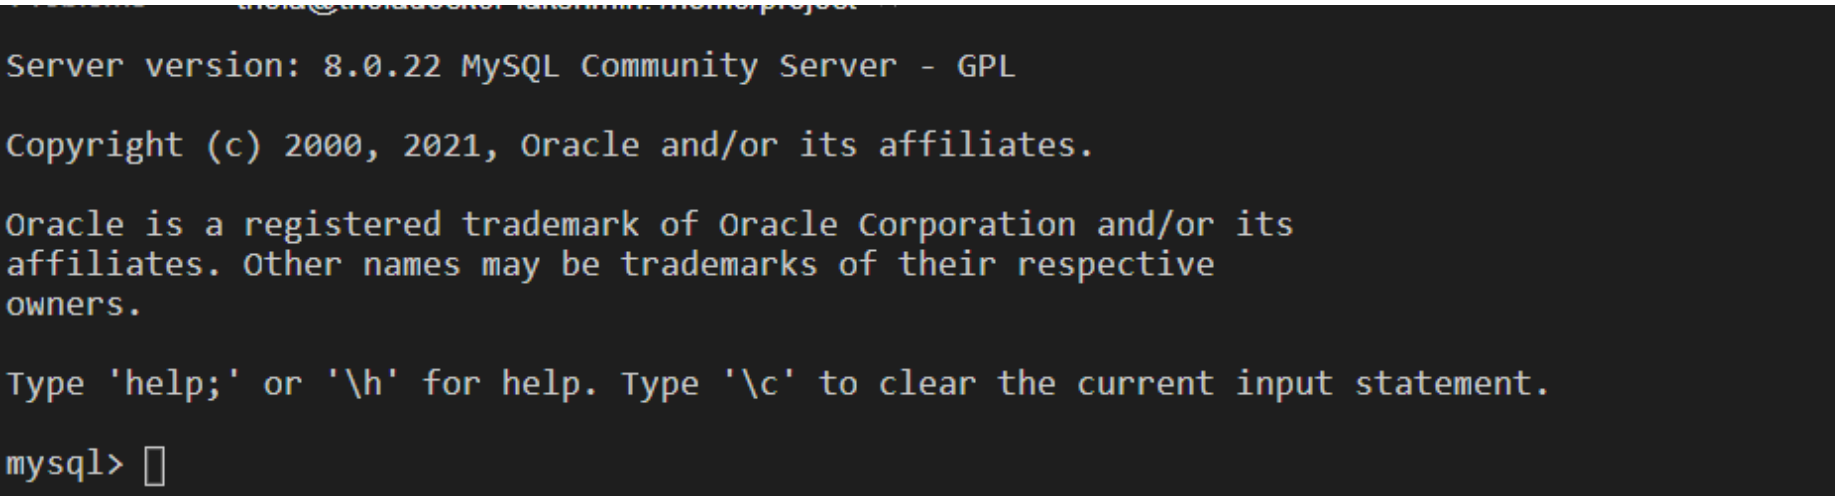 Server version: 8.0.22 MySQL Community Server - GPL
Copyright (c) 2000, 2021, Oracle and/or its affiliates.
Oracle is a registered trademark of Oracle Corporation and/or its
affiliates. Other names may be trademarks of their respective
owners.
Type 'help;' or '\h' for help. Type '\c' to clear the current input statement.
mysql>